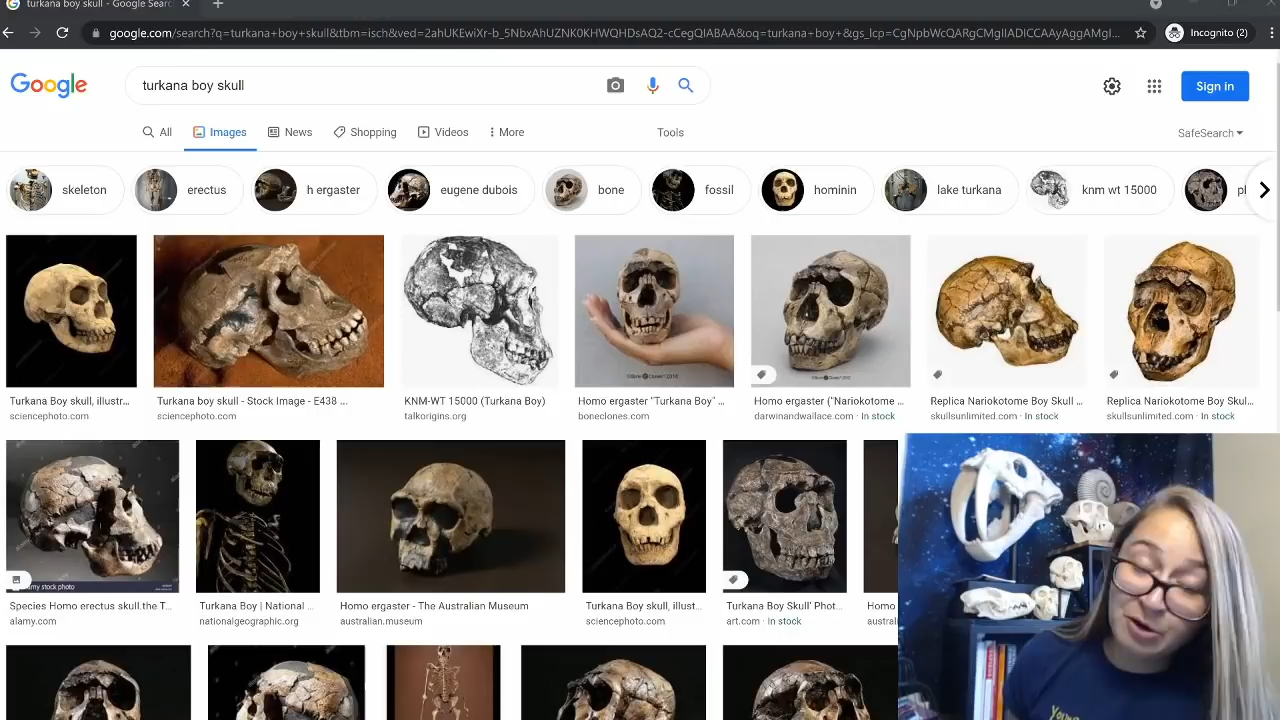 turkana boy skull - Google Searc
google.com/search?q=turkana+boy+skull&tbm=isch&ved=2ahUKEwiXr-b_5NbxAhUZNK0KHWQHDsAQ2-cCegQIABAA&oq=turkana+boy+&gs_lcp=CgNpbWcQARgCMgIIADICCAAyAggAMgI...
Incognito (2)
Google
turkana boy skull
Sign in
All
Images
News
Shopping
Videos
More
Tools
SafeSearch
skeleton
erectus
h ergaster
eugene dubois
bone
fossil
hominin
lake turkana
knm wt 15000
pl
Turkana Boy skull, illustr...
sciencephoto.com
Turkana boy skull - Stock Image - E438 ...
sciencephoto.com
KNM-WT 15000 (Turkana Boy)
talkorigins.org
Homo ergaster "Turkana Boy" ...
boneclones.com
Homo ergaster ("Nariokotome ...
darwinandwallace.com · In stock
Replica Nariokotome Boy Skull ...
skullsunlimited.com · In stock
Replica Nariokotome Boy Skul...
skullsunlimited.com · In stock
alamy stock photo
Species Homo erectus skull.the T...
alamy.com
Turkana Boy | National ...
nationalgeographic.org
Homo ergaster - The Australian Museum
australian.museum
Turkana Boy skull, illust...
sciencephoto.com
Turkana Boy Skull' Phot...
art.com · In stock
Homo
austral